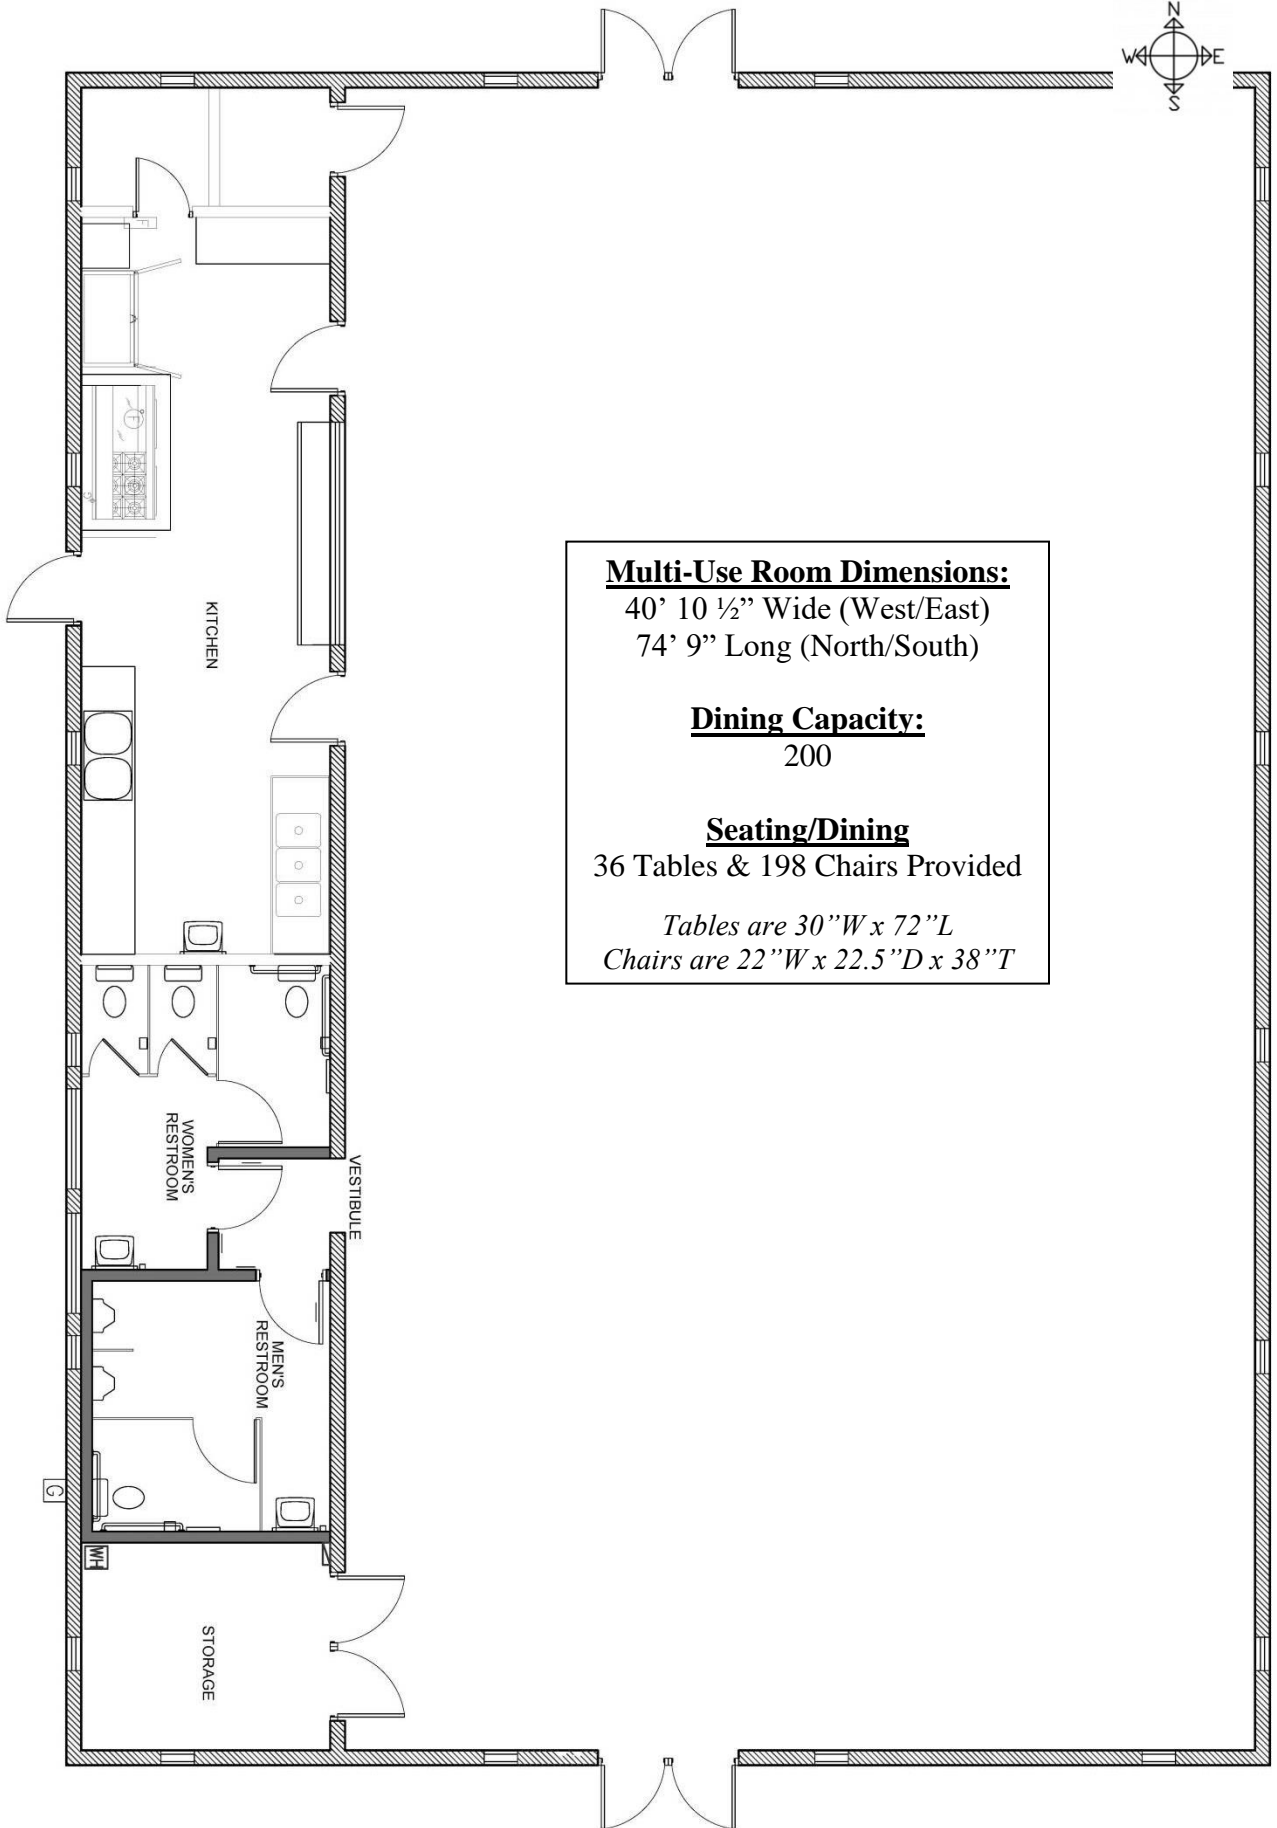 N
W E
S
F
G
KITCHEN
Multi-Use Room Dimensions:
40’ 10 ½” Wide (West/East)
74’ 9” Long (North/South)
Dining Capacity:
200
Seating/Dining
36 Tables & 198 Chairs Provided
Tables are 30”W x 72”L
Chairs are 22”W x 22.5”D x 38”T
WOMEN'S
RESTROOM
VESTIBULE
MEN'S
RESTROOM
G
WH
STORAGE